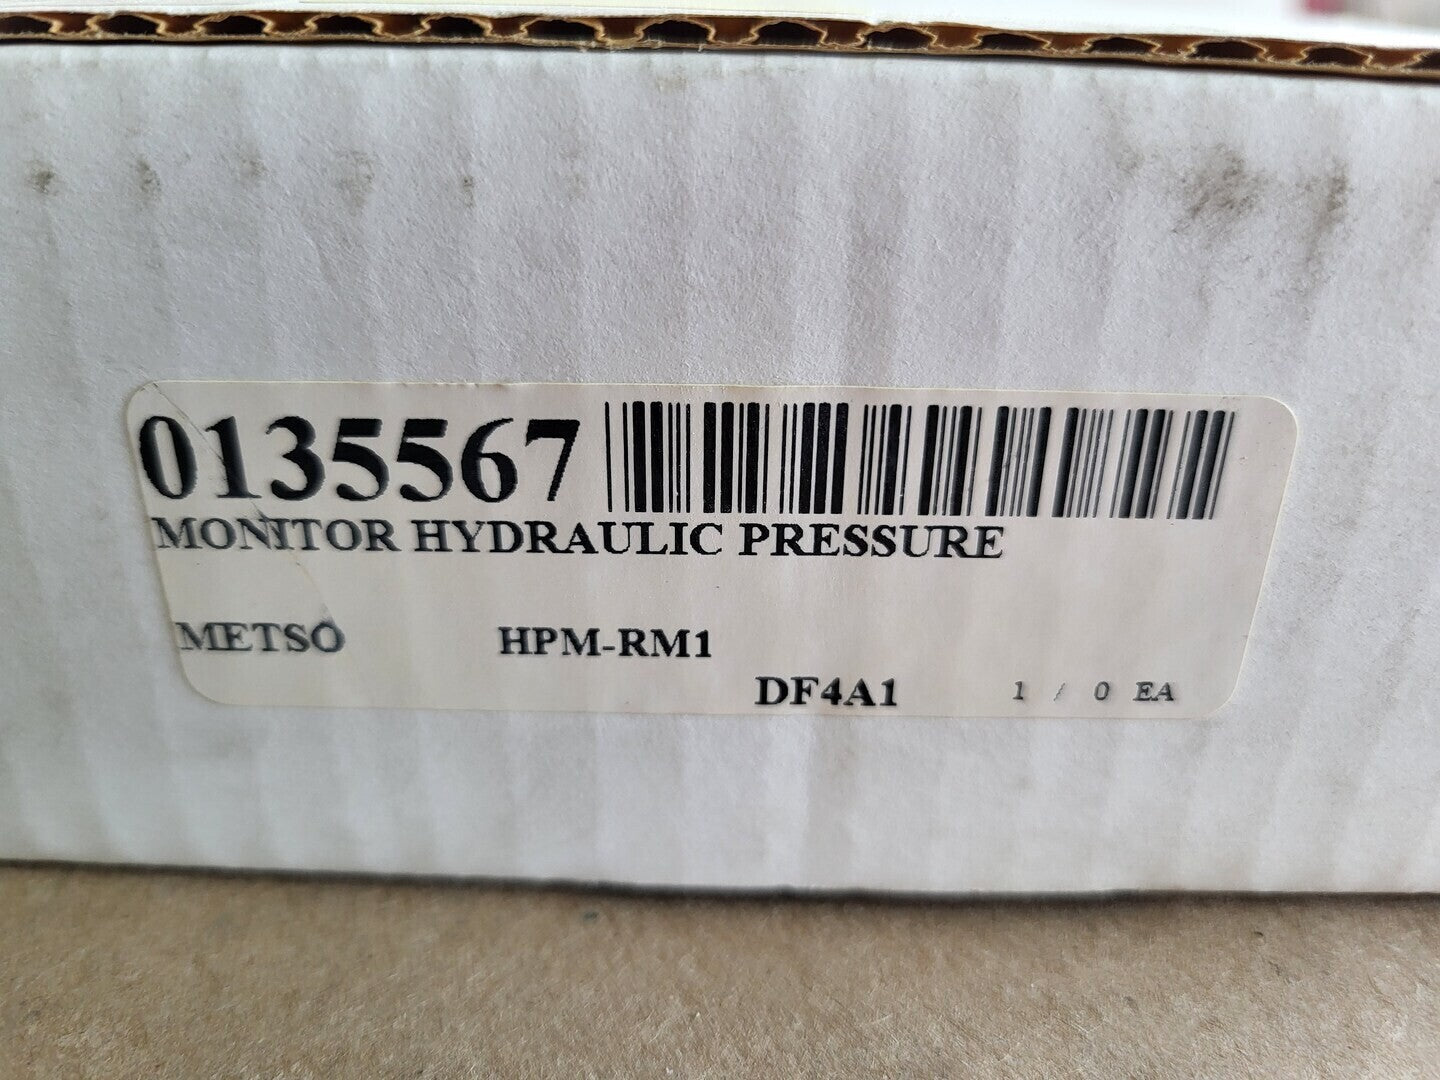 0135567
MONITOR HYDRAULIC PRESSURE
METSO HPM-RM1
DF4A1 1 / 0 EA